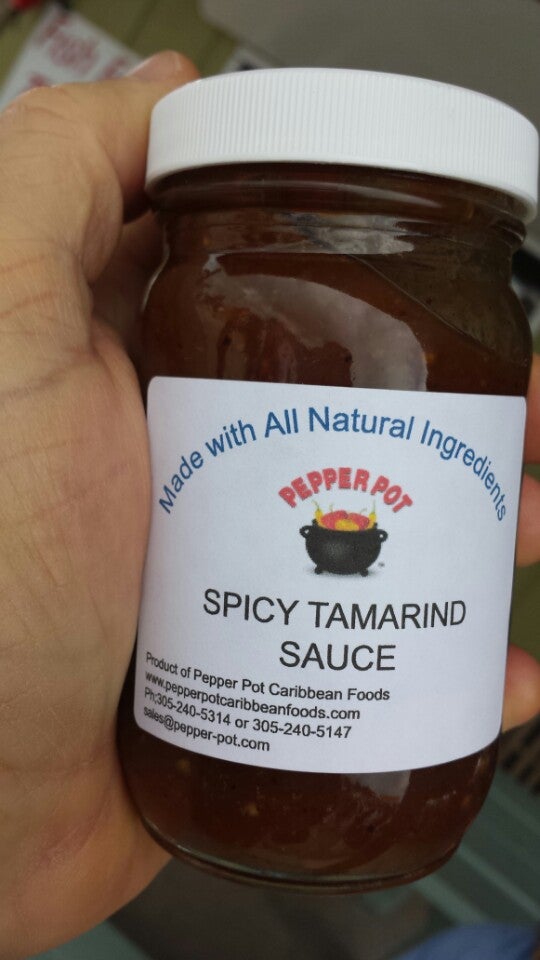 Made with All Natural Ingredients
PEPPER POT
SPICY TAMARIND
SAUCE
Product of Pepper Pot Caribbean Foods
www.pepperpotcaribbeanfoods.com
Ph:305-240-5314 or 305-240-5147
sales@pepper-pot.com